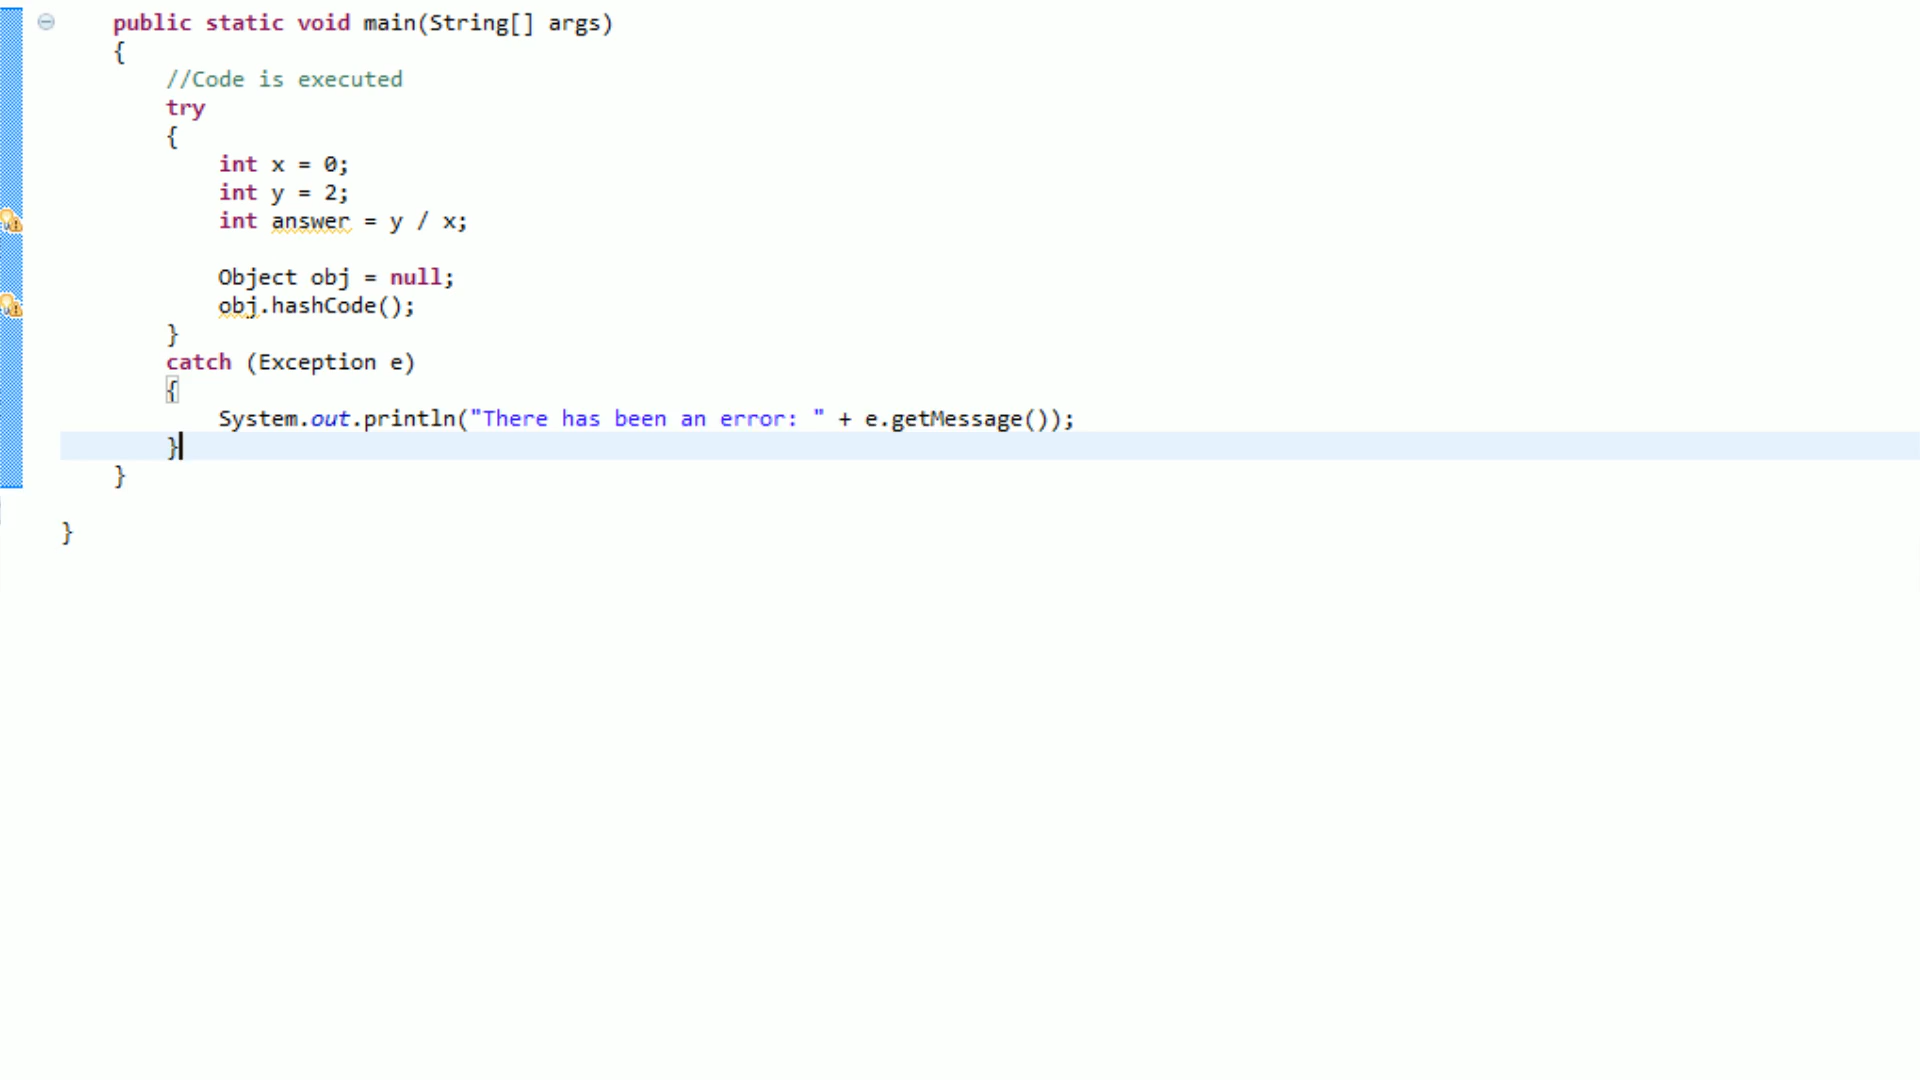 public static void main(String[] args)
{
//Code is executed
try
{
int x = 0;
int y = 2;
int answer = y / x;
Object obj = null;
obj.hashCode();
}
catch (Exception e)
{
System.out.println("There has been an error: " + e.getMessage());
}
}
}